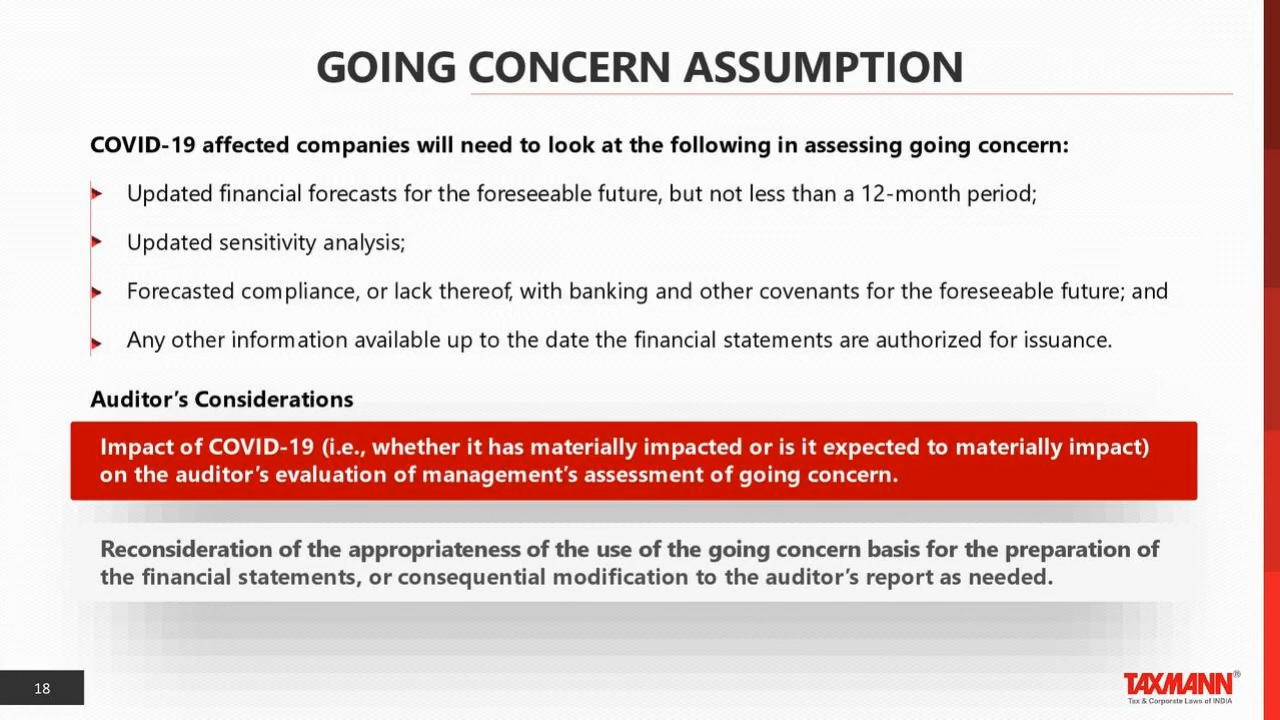 GOING CONCERN ASSUMPTION
COVID-19 affected companies will need to look at the following in assessing going concern:
Updated financial forecasts for the foreseeable future, but not less than a 12-month period;
Updated sensitivity analysis;
Forecasted compliance, or lack thereof, with banking and other covenants for the foreseeable future; and
Any other information available up to the date the financial statements are authorized for issuance.
Auditor’s Considerations
Impact of COVID-19 (i.e., whether it has materially impacted or is it expected to materially impact)
on the auditor’s evaluation of management’s assessment of going concern.
Reconsideration of the appropriateness of the use of the going concern basis for the preparation of
the financial statements, or consequential modification to the auditor’s report as needed.
18
TAXMANN®
Tax & Corporate Laws of INDIA